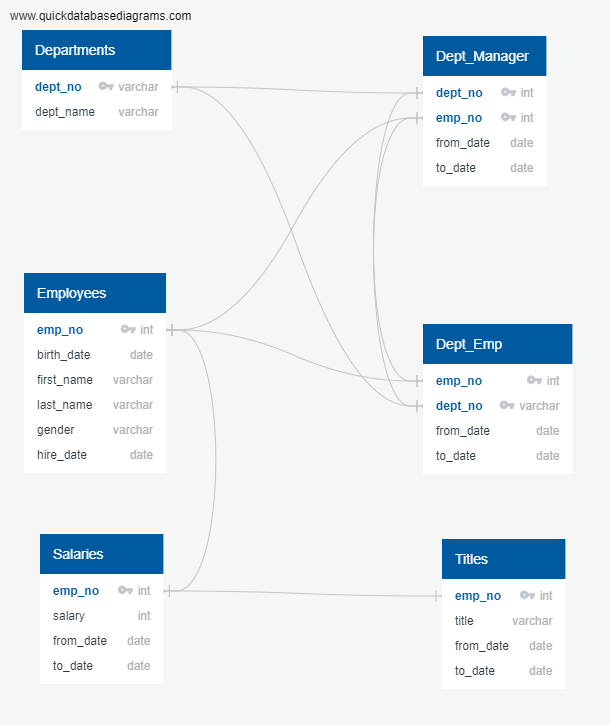 www.quickdatabasediagrams.com
Departments
dept_no varchar
dept_name varchar
Dept_Manager
dept_no int
emp_no int
from_date date
to_date date
Employees
emp_no int
birth_date date
first_name varchar
last_name varchar
gender varchar
hire_date date
Dept_Emp
emp_no int
dept_no varchar
from_date date
to_date date
Salaries
emp_no int
salary int
from_date date
to_date date
Titles
emp_no int
title varchar
from_date date
to_date date